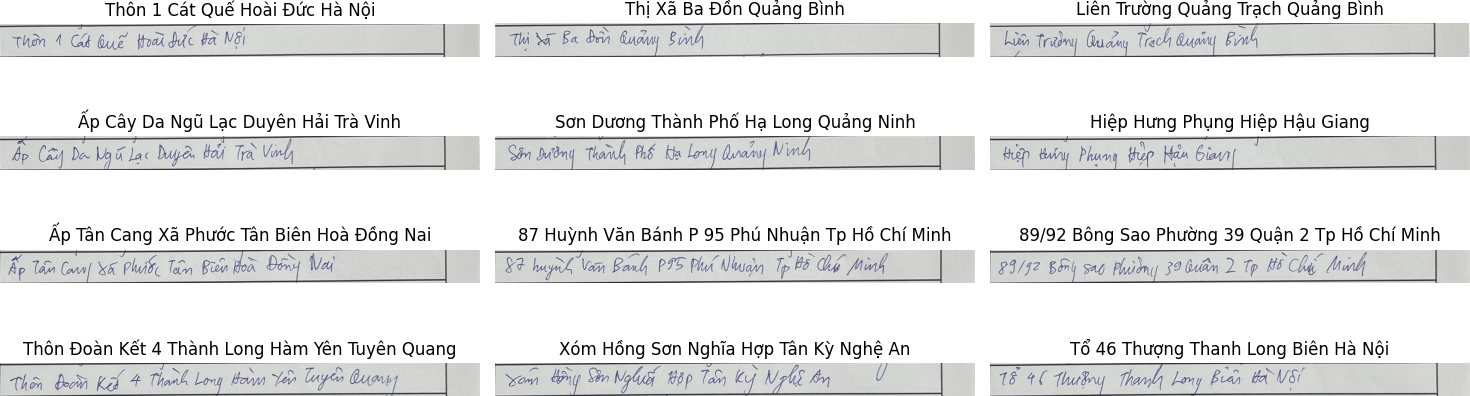 Thôn 1 Cát Quế Hoài Đức Hà Nội
Thôn 1 Cát Quế Hoài Đức Hà Nội
Thị Xã Ba Đồn Quảng Bình
Thị Xã Ba Đồn Quảng Bình
Liên Trường Quảng Trạch Quảng Bình
Liên Trường Quảng Trạch Quảng Bình
Ấp Cây Da Ngũ Lạc Duyên Hải Trà Vinh
Ấp Cây Da Ngũ Lạc Duyên Hải Trà Vinh
Sơn Dương Thành Phố Hạ Long Quảng Ninh
Sơn Dương Thành Phố Hạ Long Quảng Ninh
Hiệp Hưng Phụng Hiệp Hậu Giang
Hiệp Hưng Phụng Hiệp Hậu Giang
Ấp Tân Cang Xã Phước Tân Biên Hoà Đồng Nai
Ấp Tân Cang Xã Phước Tân Biên Hoà Đồng Nai
87 Huỳnh Văn Bánh P 95 Phú Nhuận Tp Hồ Chí Minh
87 Huỳnh Văn Bánh P95 Phú Nhuận Tp Hồ Chí Minh
89/92 Bông Sao Phường 39 Quận 2 Tp Hồ Chí Minh
89/92 Bông Sao Phường 39 Quận 2 Tp Hồ Chí Minh
Thôn Đoàn Kết 4 Thành Long Hàm Yên Tuyên Quang
Thôn Đoàn Kết 4 Thành Long Hàm Yên Tuyên Quang
Xóm Hồng Sơn Nghĩa Hợp Tân Kỳ Nghệ An
Xóm Hồng Sơn Nghĩa Hợp Tân Kỳ Nghệ An
Tổ 46 Thượng Thanh Long Biên Hà Nội
Tổ 46 Thượng Thanh Long Biên Hà Nội